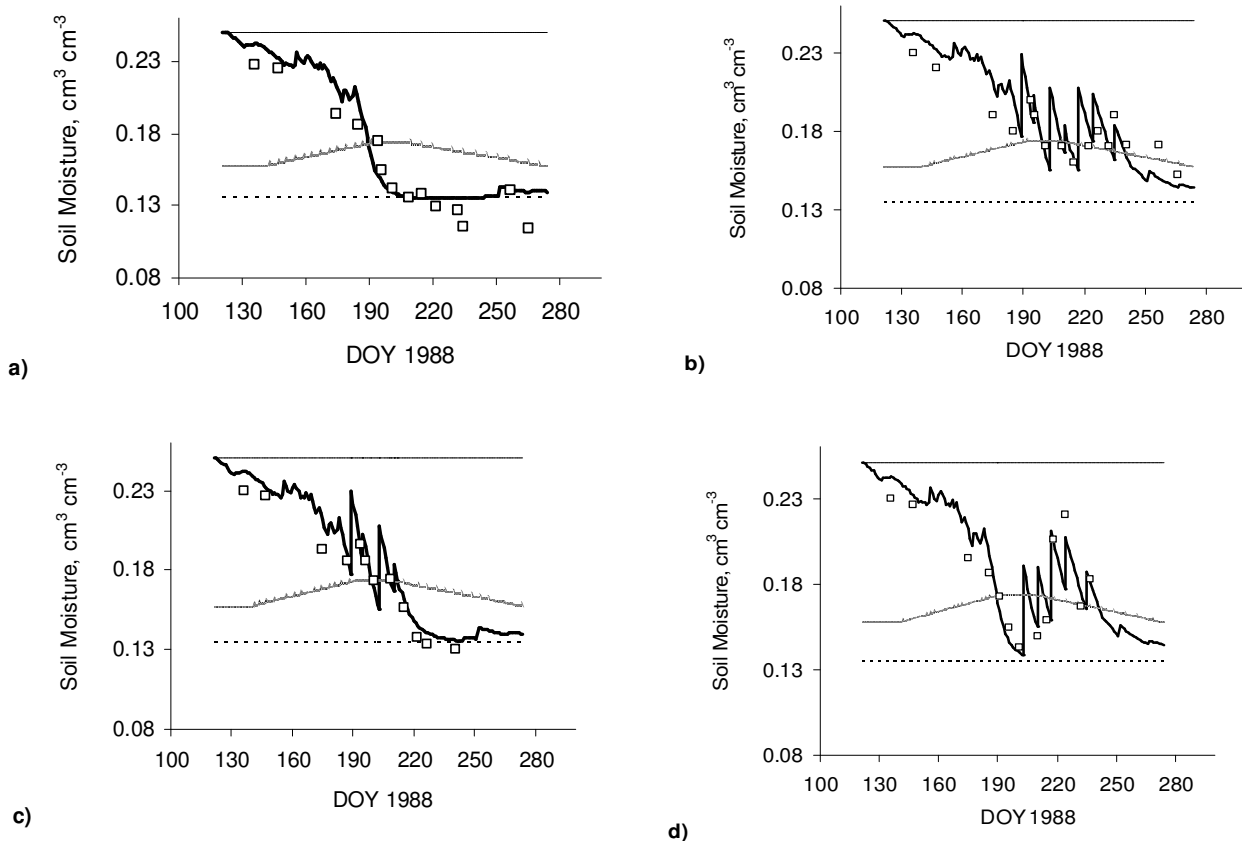 Soil Moisture, cm³ cm⁻³
0.23
0.18
0.13
0.08
100 130 160 190 220 250 280
DOY 1988
a)
Soil Moisture, cm³ cm⁻³
0.23
0.18
0.13
0.08
100 130 160 190 220 250 280
DOY 1988
b)
Soil Moisture, cm³ cm⁻³
0.23
0.18
0.13
0.08
100 130 160 190 220 250 280
DOY 1988
c)
Soil Moisture, cm³ cm⁻³
0.23
0.18
0.13
0.08
100 130 160 190 220 250 280
DOY 1988
d)